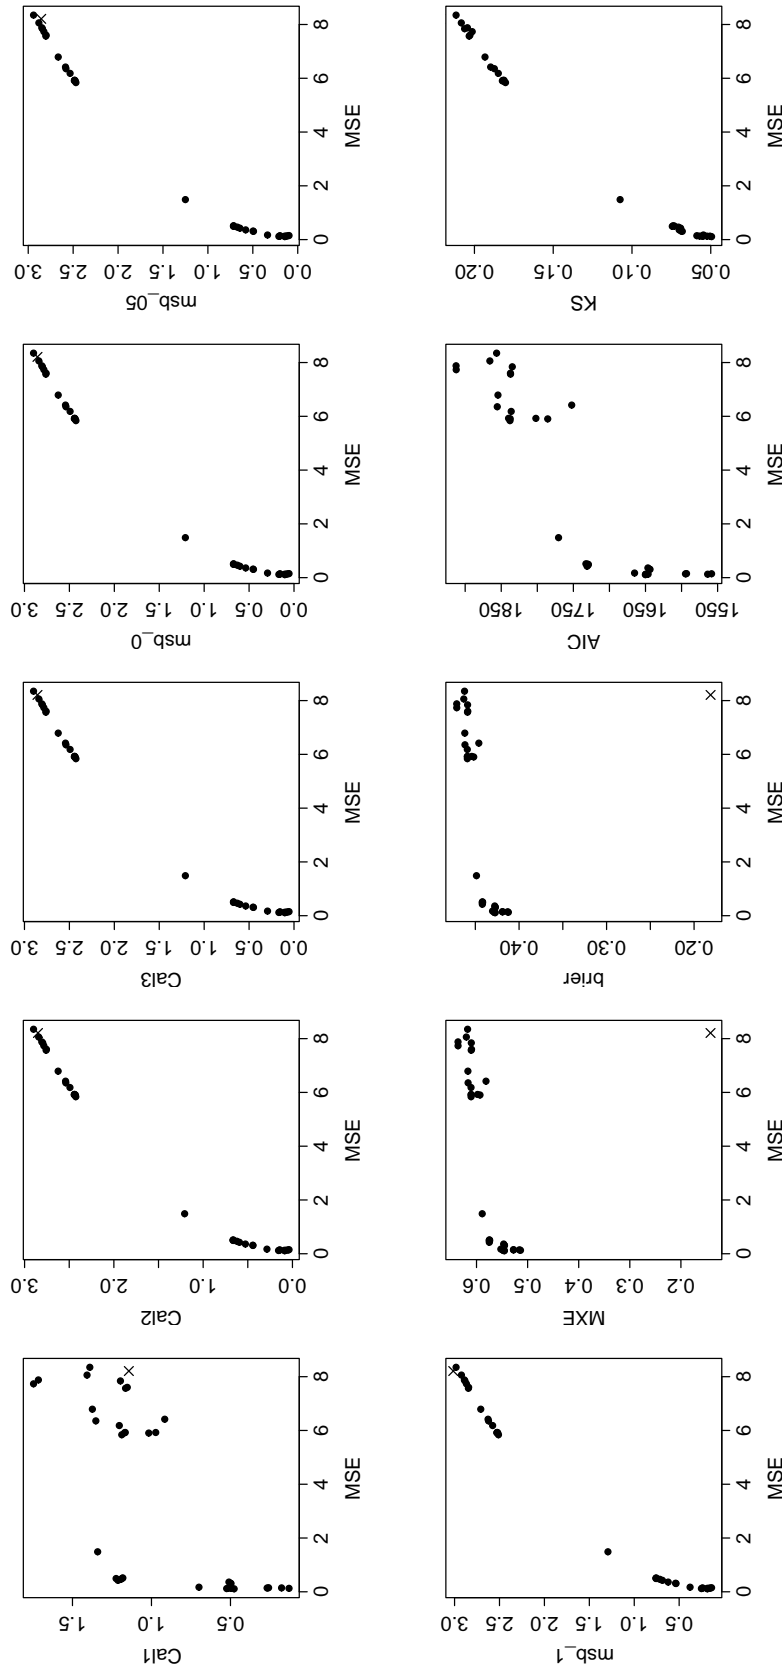 Cal1
0.5 1.0 1.5
0 2 4 6 8
MSE
Cal2
0.0 1.0 2.0 3.0
0 2 4 6 8
MSE
Cal3
0.0 0.5 1.0 1.5 2.0 2.5 3.0
0 2 4 6 8
MSE
msb_0
0.0 0.5 1.0 1.5 2.0 2.5 3.0
0 2 4 6 8
MSE
msb_05
0.0 0.5 1.0 1.5 2.0 2.5 3.0
0 2 4 6 8
MSE
msb_1
0.5 1.0 1.5 2.0 2.5 3.0
0 2 4 6 8
MSE
MXE
0.2 0.3 0.4 0.5 0.6
0 2 4 6 8
MSE
brier
0.20 0.30 0.40
0 2 4 6 8
MSE
AIC
1550 1650 1750 1850
0 2 4 6 8
MSE
KS
0.05 0.10 0.15 0.20
0 2 4 6 8
MSE